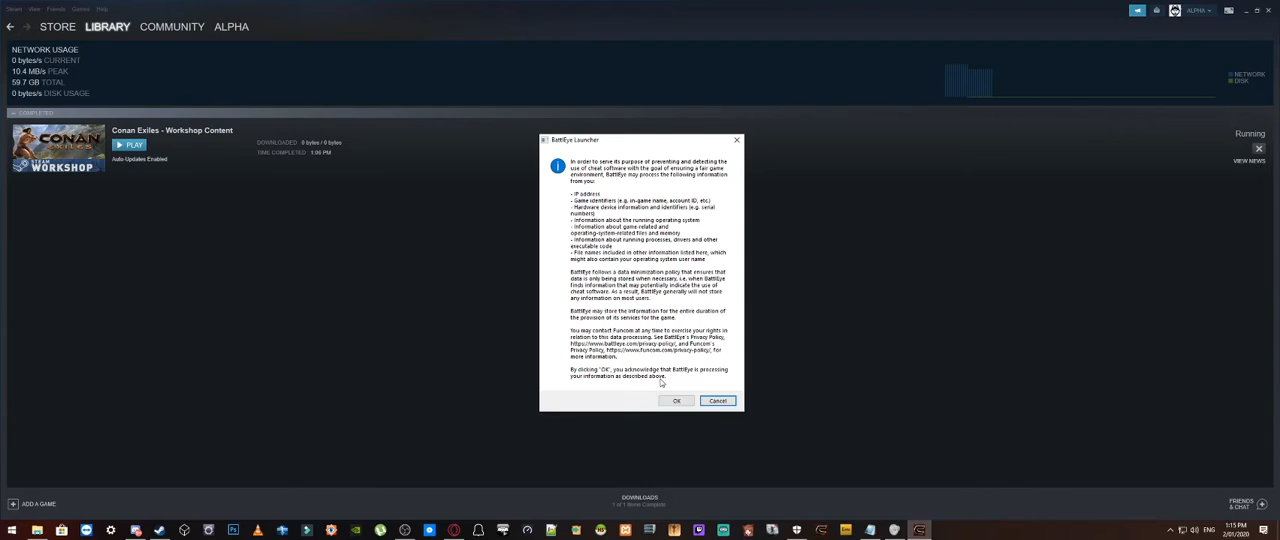 Steam View Friends Games Help
ALPHA
STORE LIBRARY COMMUNITY ALPHA
NETWORK USAGE
0 bytes/s CURRENT
10.4 MB/s PEAK
59.7 GB TOTAL
0 bytes/s DISK USAGE
NETWORK
DISK
COMPLETED
Conan Exiles - Workshop Content
PLAY
Auto-Updates Enabled
DOWNLOADED 0 bytes / 0 bytes
TIME COMPLETED 1:06 PM
Running
VIEW NEWS
CONAN
EXILES
STEAM
WORKSHOP
BattlEye Launcher
In order to serve its purpose of preventing and detecting the
use of cheat software with the goal of ensuring a fair game
environment, BattlEye may process the following information
from you:
- IP address
- Game identifiers (e.g. in-game name, account ID, etc.)
- Hardware device information and identifiers (e.g. serial
numbers)
- Information about the running operating system
- Information about game-related and
operating-system-related files and memory
- Information about running processes, drivers and other
executable code
- File names included in other information listed here, which
might also contain your operating system user name
BattlEye follows a data minimization policy that ensures that
data is only being stored when necessary, i.e. when BattlEye
finds information that may potentially indicate the use of
cheat software. As a result, BattlEye generally will not store
any information on most users.
BattlEye may store the information for the entire duration of
the provision of its services for the game.
You may contact Funcom at any time to exercise your rights in
relation to this data processing. See BattlEye's Privacy Policy,
https://www.battleye.com/privacy-policy/, and Funcom's
Privacy Policy, https://www.funcom.com/privacy-policy/, for
more information.
By clicking "OK", you acknowledge that BattlEye is processing
your information as described above.
OK Cancel
ADD A GAME
DOWNLOADS
1 of 1 Items Complete
FRIENDS
& CHAT
ENG
1:15 PM
2/01/2020